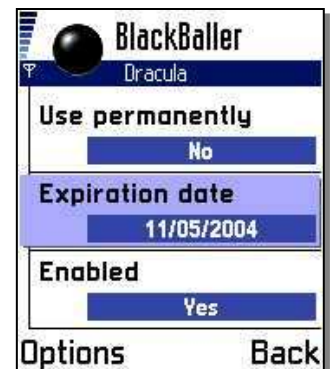 BlackBaller
Dracula
Use permanently
No
Expiration date
11/05/2004
Enabled
Yes
Options Back